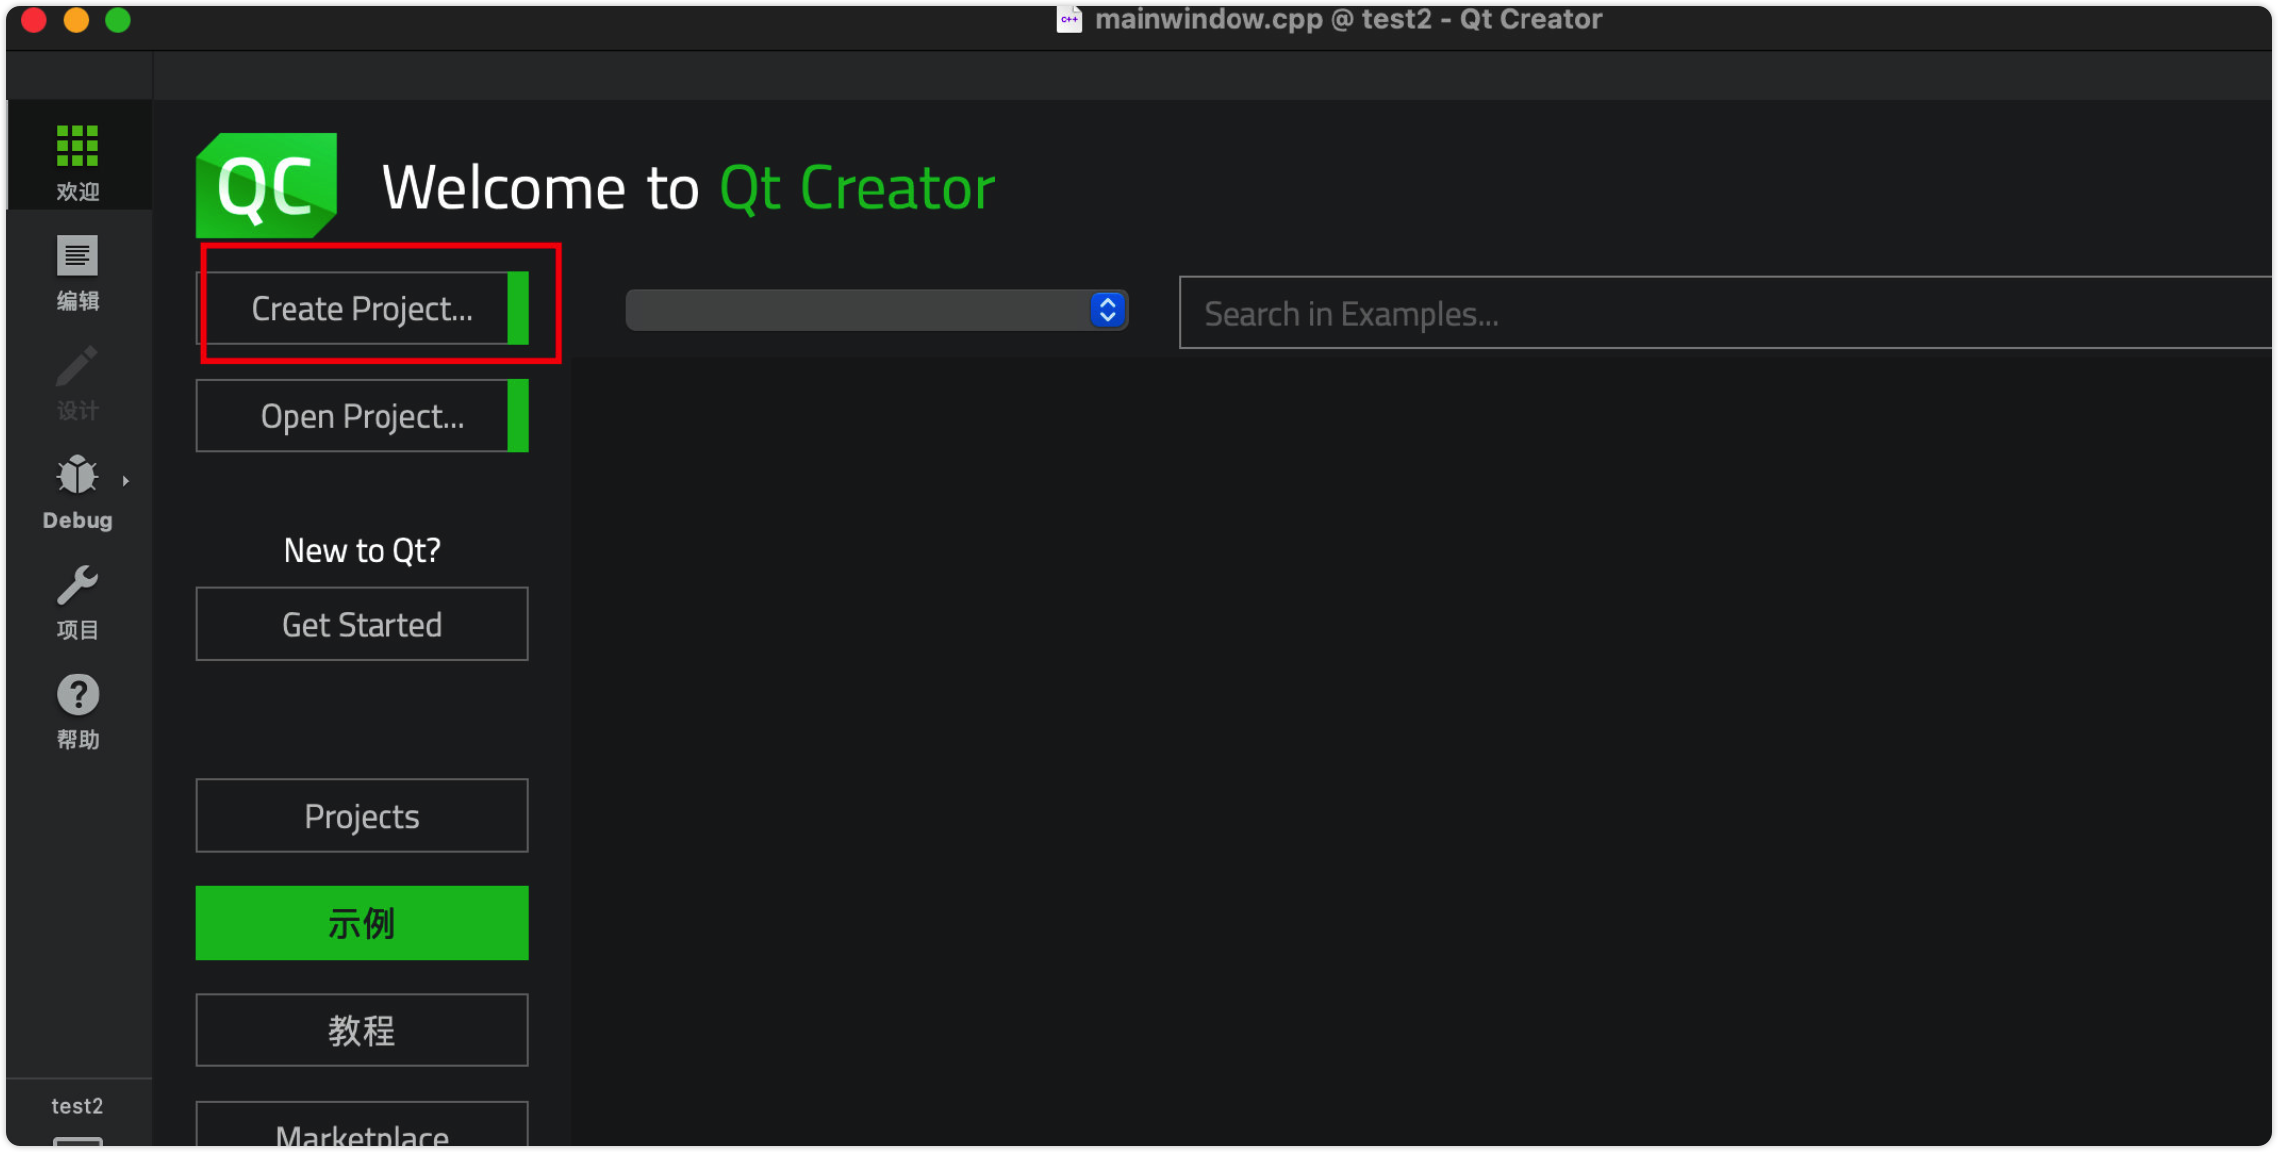 mainwindow.cpp @ test2 - Qt Creator
欢迎
编辑
设计
Debug
项目
帮助
test2
QC
Welcome to Qt Creator
Create Project...
Search in Examples...
Open Project...
New to Qt?
Get Started
Projects
示例
教程
Marketplace